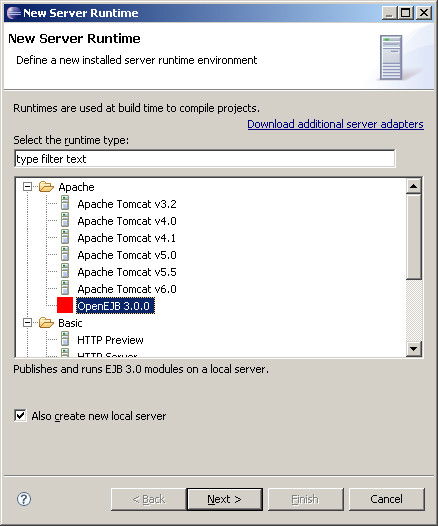 New Server Runtime
New Server Runtime
Define a new installed server runtime environment
Runtimes are used at build time to compile projects.
Download additional server adapters
Select the runtime type:
type filter text
Apache
Apache Tomcat v3.2
Apache Tomcat v4.0
Apache Tomcat v4.1
Apache Tomcat v5.0
Apache Tomcat v5.5
Apache Tomcat v6.0
OpenEJB 3.0.0
Basic
HTTP Preview
HTTP Server
Publishes and runs EJB 3.0 modules on a local server.
Also create new local server
? < Back Next > Finish Cancel